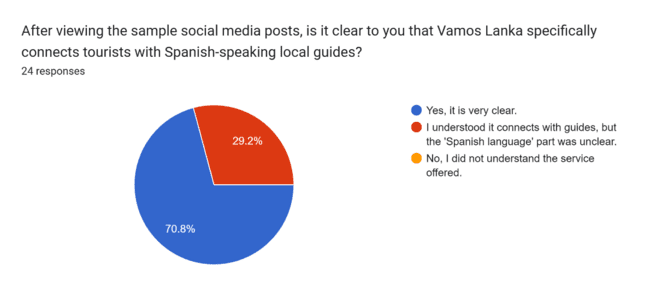 After viewing the sample social media posts, is it clear to you that Vamos Lanka specifically
connects tourists with Spanish-speaking local guides?
24 responses
Yes, it is very clear.
I understood it connects with guides, but
the 'Spanish language' part was unclear.
No, I did not understand the service
offered.
29.2%
70.8%